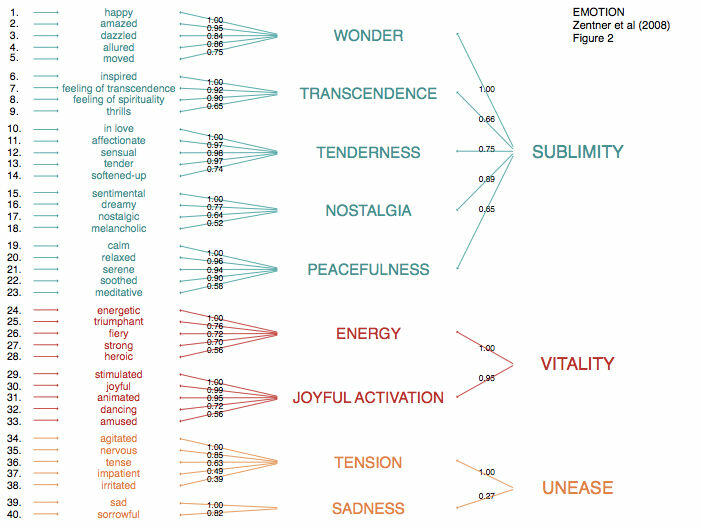 EMOTION
Zentner et al (2008)
Figure 2
1. happy 1.00
2. amazed 0.95
3. dazzled 0.84
4. allured 0.86
5. moved 0.75
WONDER
6. inspired 1.00
7. feeling of transcendence 0.92
8. feeling of spirituality 0.90
9. thrills 0.65
TRANSCENDENCE
10. in love 1.00
11. affectionate 0.97
12. sensual 0.98
13. tender 0.97
14. softened-up 0.74
TENDERNESS
15. sentimental 1.00
16. dreamy 0.77
17. nostalgic 0.64
18. melancholic 0.52
NOSTALGIA
19. calm 1.00
20. relaxed 0.96
21. serene 0.94
22. soothed 0.90
23. meditative 0.58
PEACEFULNESS
1.00
0.66
0.75
0.89
0.65
SUBLIMITY
24. energetic 1.00
25. triumphant 0.76
26. fiery 0.72
27. strong 0.70
28. heroic 0.56
ENERGY
29. stimulated 1.00
30. joyful 0.99
31. animated 0.95
32. dancing 0.72
33. amused 0.56
JOYFUL ACTIVATION
1.00
0.95
VITALITY
34. agitated 1.00
35. nervous 0.85
36. tense 0.63
37. impatient 0.49
38. irritated 0.39
TENSION
39. sad 1.00
40. sorrowful 0.82
SADNESS
1.00
0.27
UNEASE